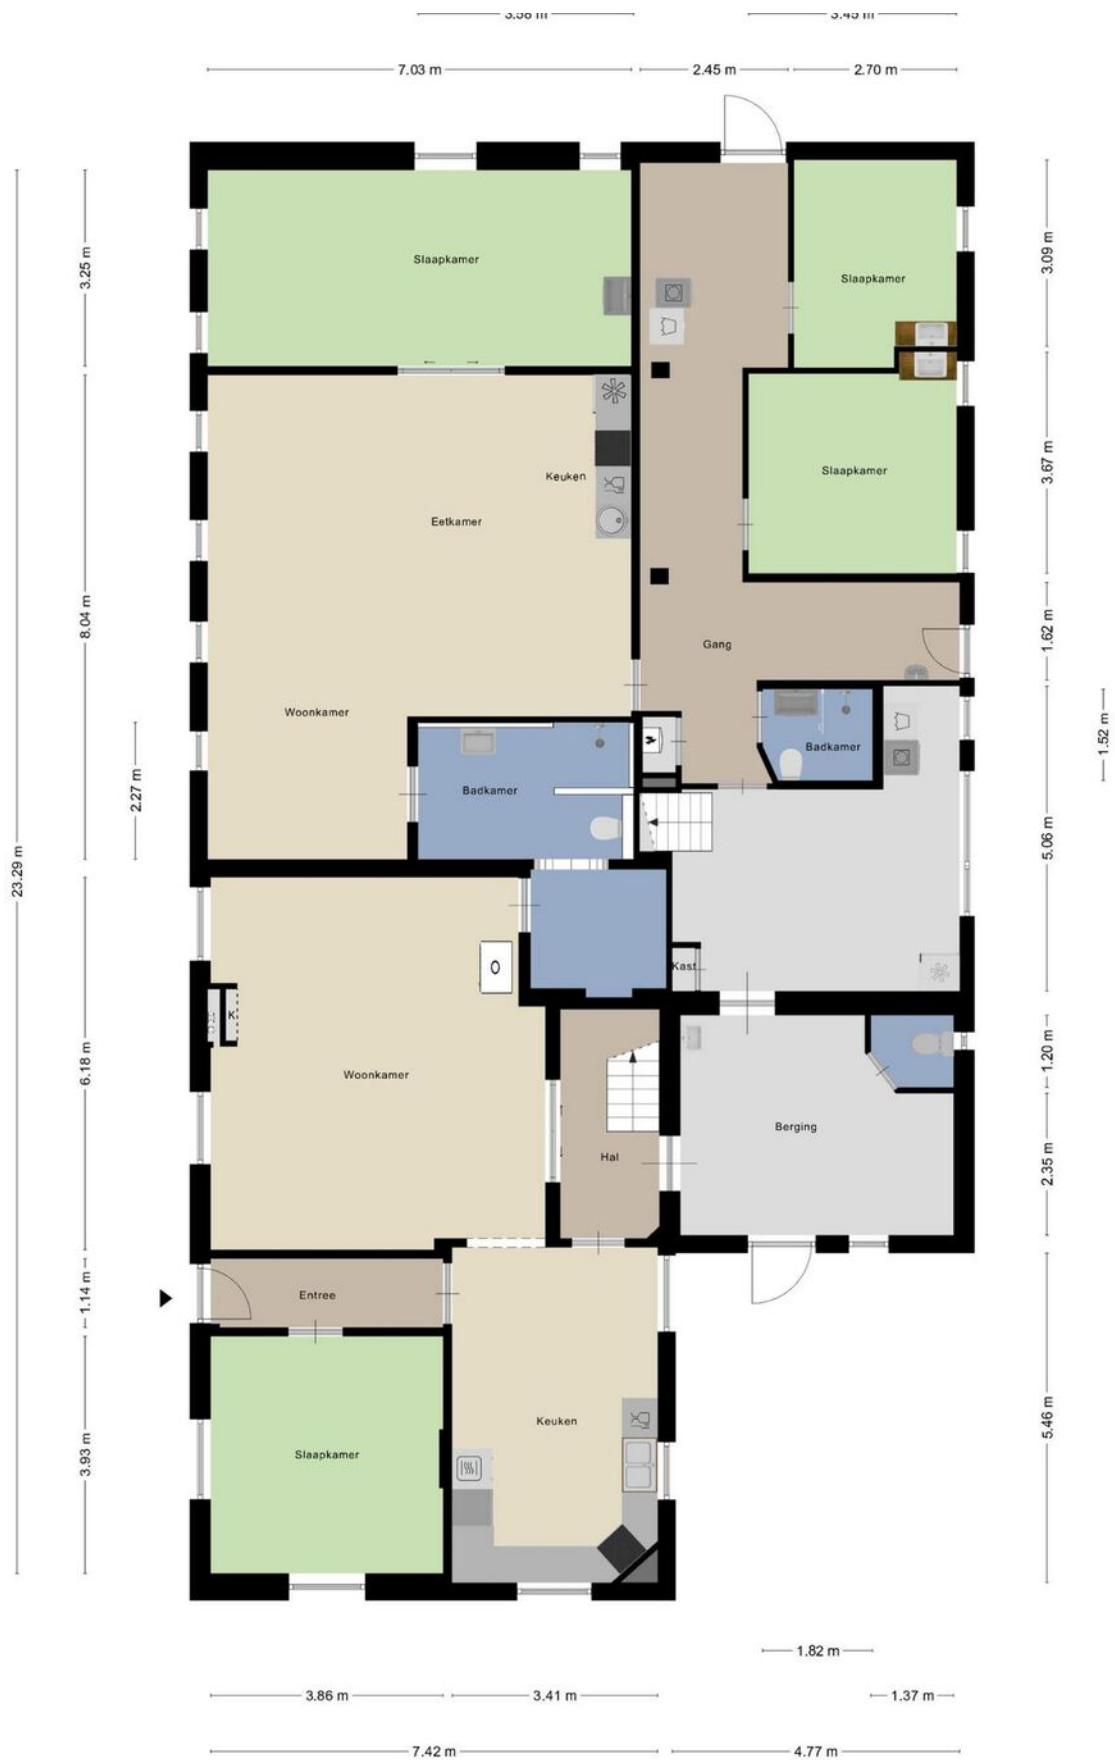 3.58 m
3.45 m
7.03 m
2.45 m
2.70 m
3.25 m
3.09 m
Slaapkamer
Slaapkamer
Slaapkamer
3.67 m
Keuken
Eetkamer
8.04 m
1.62 m
Gang
Woonkamer
1.52 m
Badkamer
Badkamer
2.27 m
5.06 m
23.29 m
Kast
K
1.20 m
6.18 m
Woonkamer
Berging
Hal
2.35 m
1.14 m
Entree
Keuken
5.46 m
Slaapkamer
3.93 m
1.82 m
3.86 m
3.41 m
1.37 m
7.42 m
4.77 m